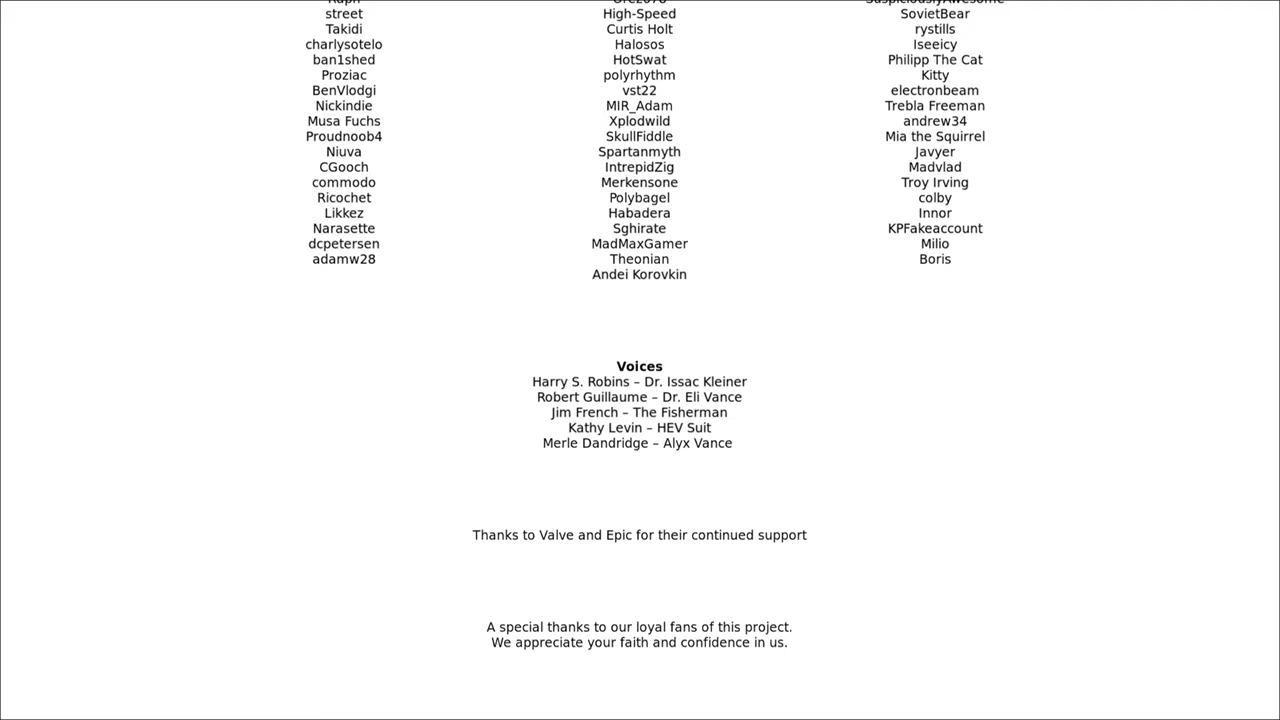 street
Takidi
charlysotelo
ban1shed
Proziac
BenVlodgi
Nickindie
Musa Fuchs
Proudnoob4
Niuva
CGooch
commodo
Ricochet
Likkez
Narasette
dcpetersen
adamw28
High-Speed
Curtis Holt
Halosos
HotSwat
polyrhythm
vst22
MIR_Adam
Xplodwild
SkullFiddle
Spartanmyth
IntrepidZig
Merkensone
Polybagel
Habadera
Sghirate
MadMaxGamer
Theonian
Andei Korovkin
SuspiciouslyAwesome
SovietBear
rystills
Iseeicy
Philipp The Cat
Kitty
electronbeam
Trebla Freeman
andrew34
Mia the Squirrel
Javyer
Madvlad
Troy Irving
colby
Innor
KPFakeaccount
Milio
Boris
Voices
Harry S. Robins – Dr. Issac Kleiner
Robert Guillaume – Dr. Eli Vance
Jim French – The Fisherman
Kathy Levin – HEV Suit
Merle Dandridge – Alyx Vance
Thanks to Valve and Epic for their continued support
A special thanks to our loyal fans of this project.
We appreciate your faith and confidence in us.